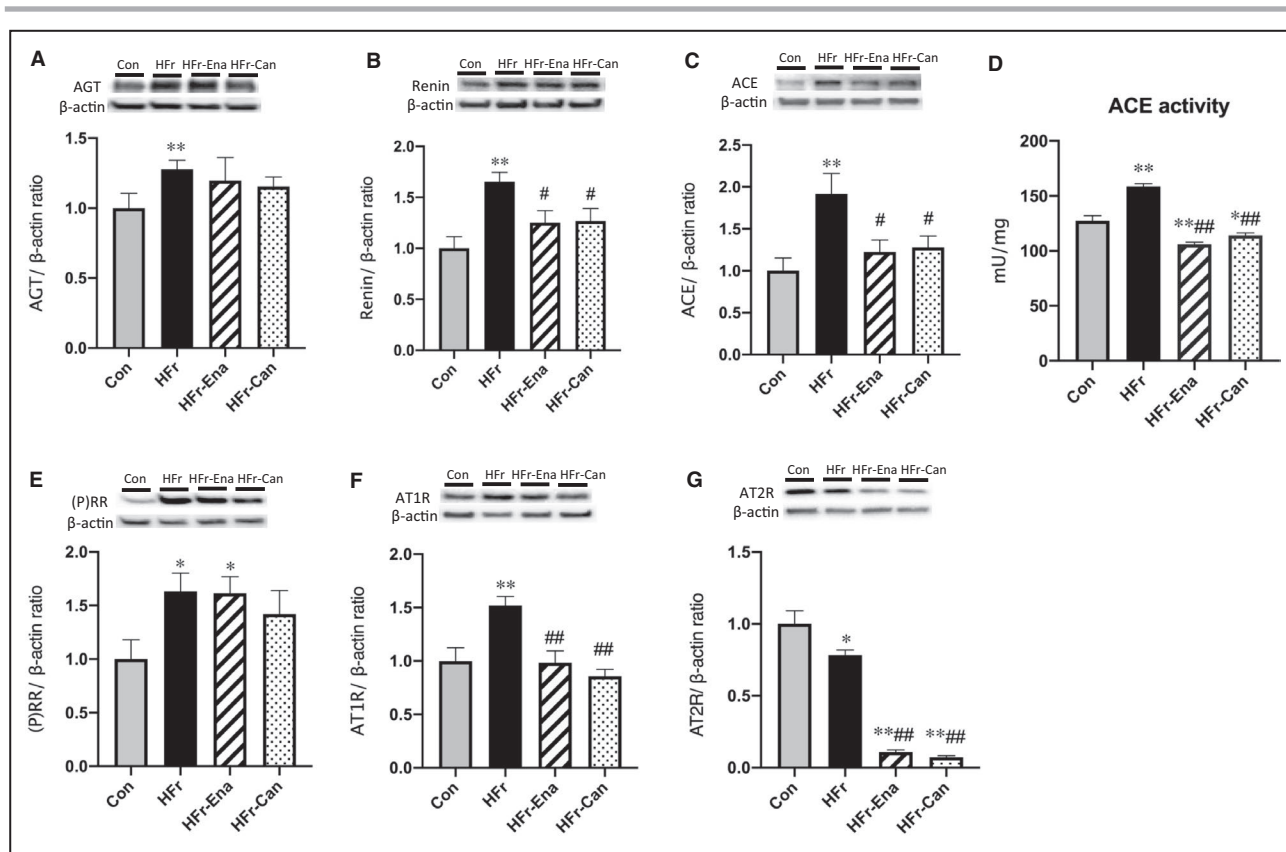 A
Con HFr HFr-Ena HFr-Can
AGT
β-actin
AGT/ β-actin ratio
1.5
1.0
0.5
0.0
**
Con HFr HFr-Ena HFr-Can
B
Con HFr HFr-Ena HFr-Can
Renin
β-actin
Renin/ β-actin ratio
2.0
1.5
1.0
0.5
0.0
** # #
Con HFr HFr-Ena HFr-Can
C
Con HFr HFr-Ena HFr-Can
ACE
β-actin
ACE/ β-actin ratio
2.5
2.0
1.5
1.0
0.5
0.0
** # #
Con HFr HFr-Ena HFr-Can
D
ACE activity
mU/mg
200
150
100
50
0
** **## *##
Con HFr HFr-Ena HFr-Can
E
Con HFr HFr-Ena HFr-Can
(P)RR
β-actin
(P)RR/ β-actin ratio
2.0
1.5
1.0
0.5
0.0
* *
Con HFr HFr-Ena HFr-Can
F
Con HFr HFr-Ena HFr-Can
AT1R
β-actin
AT1R/ β-actin ratio
2.0
1.5
1.0
0.5
0.0
** ## ##
Con HFr HFr-Ena HFr-Can
G
Con HFr HFr-Ena HFr-Can
AT2R
β-actin
AT2R/ β-actin ratio
1.5
1.0
0.5
0.0
* **## **##
Con HFr HFr-Ena HFr-Can